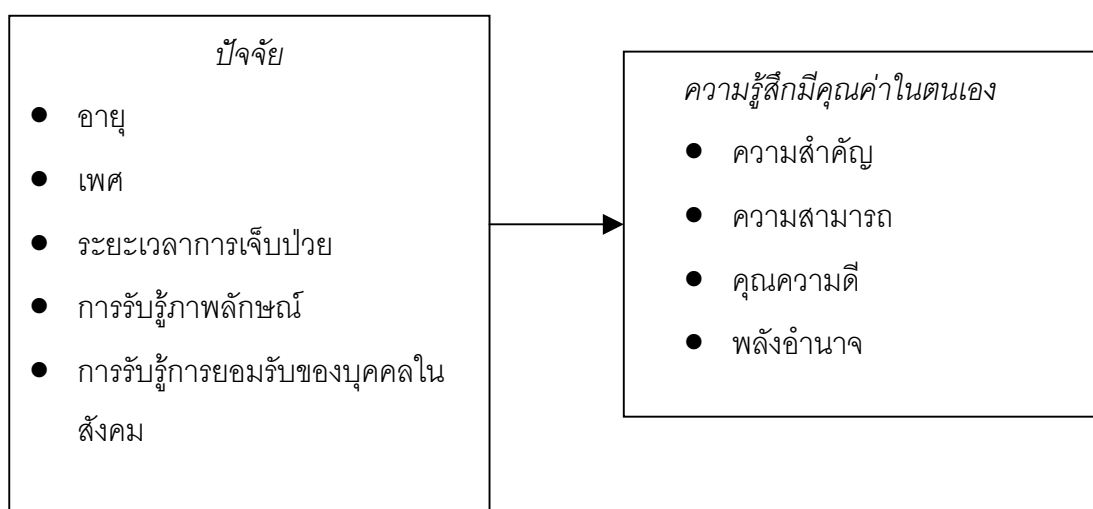 ปัจจัย
● อายุ
● เพศ
● ระยะเวลาการเจ็บป่วย
● การรับรู้ภาพลักษณ์
● การรับรู้การยอมรับของบุคคลใน
สังคม
ความรู้สึกมีคุณค่าในตนเอง
● ความสำคัญ
● ความสามารถ
● คุณความดี
● พลังอำนาจ